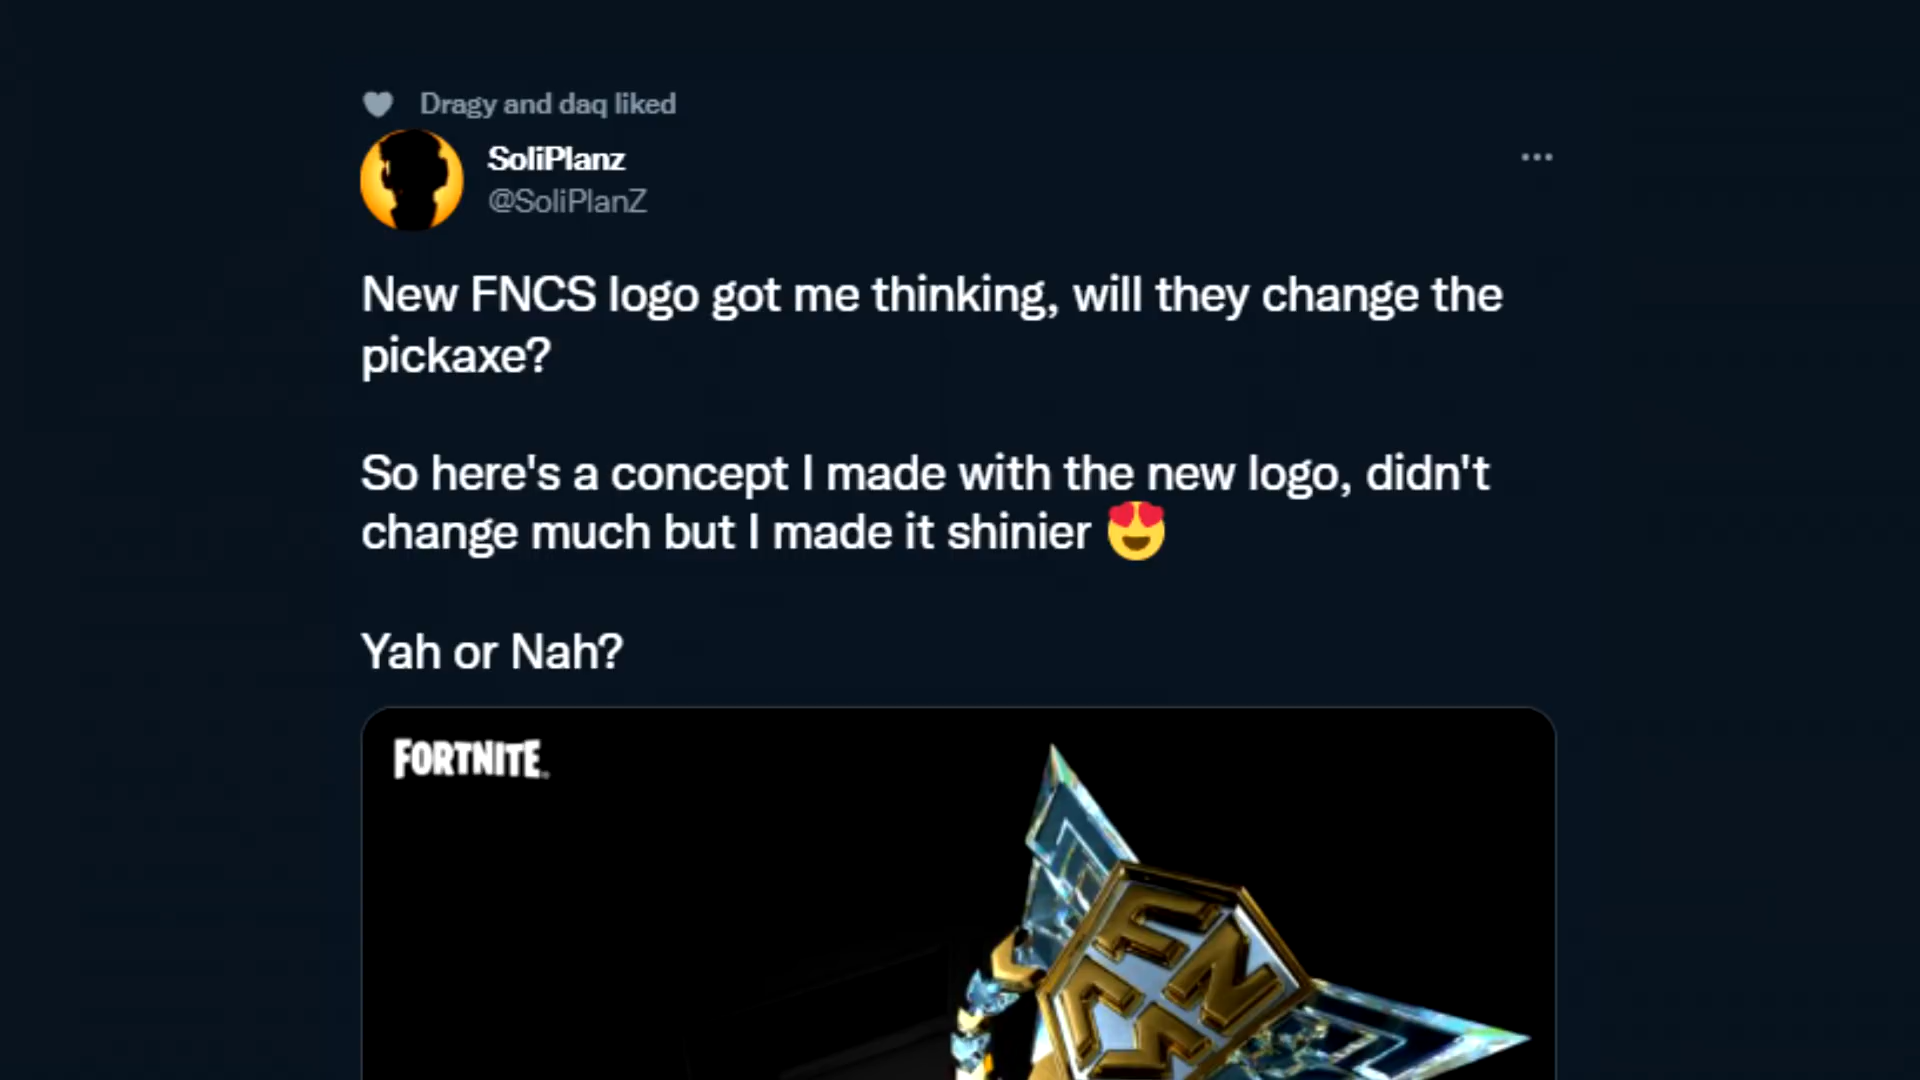 Dragy and daq liked
SoliPlanz
@SoliPlanZ
New FNCS logo got me thinking, will they change the
pickaxe?
So here's a concept I made with the new logo, didn't
change much but I made it shinier 😍
Yah or Nah?
FORTNITE
F N
C S